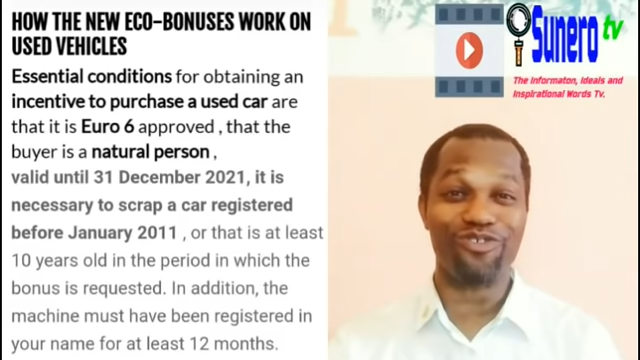 HOW THE NEW ECO-BONUSES WORK ON
USED VEHICLES
Essential conditions for obtaining an
incentive to purchase a used car are
that it is Euro 6 approved , that the
buyer is a natural person ,
valid until 31 December 2021, it is
necessary to scrap a car registered
before January 2011 , or that is at least
10 years old in the period in which the
bonus is requested. In addition, the
machine must have been registered in
your name for at least 12 months.
Sunero tv
The Informaton, Ideals and
Inspirational Words Tv.